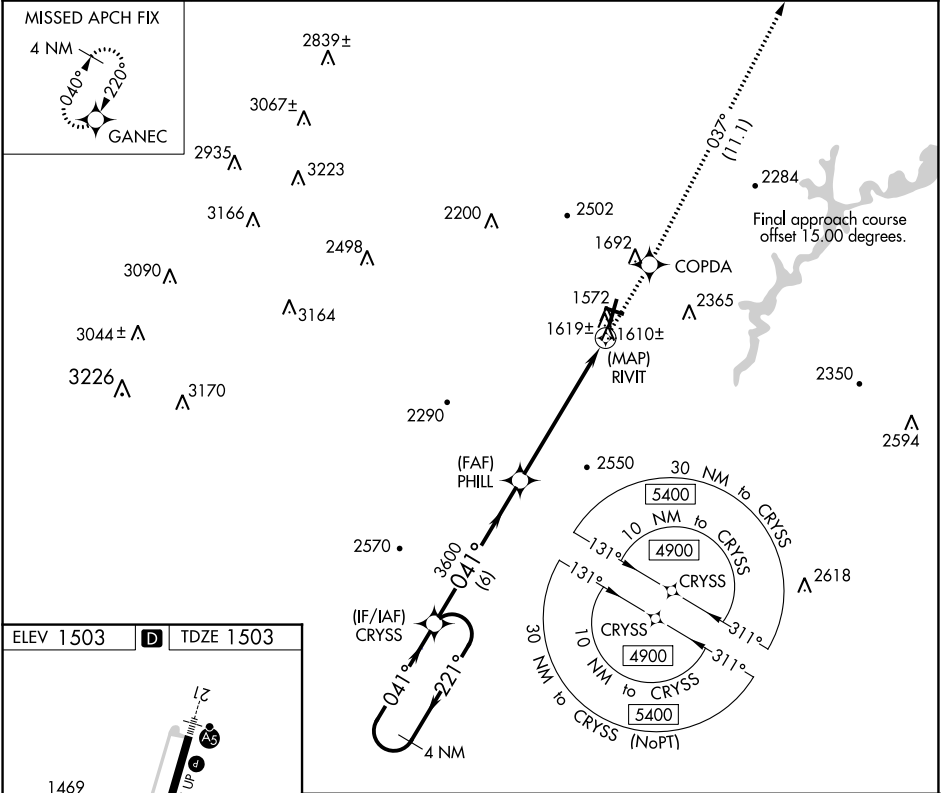 MISSED APCH FIX
4 NM
040°
220°
GANEC
2839±
3067±
2935
3223
3166
2200
2502
2284
037°
(11.1)
Final approach course
offset 15.00 degrees.
2498
1692
COPDA
3090
3164
1572
2365
3044±
1619±
1610±
(MAP)
RIVIT
3226
3170
2290
2350
2594
(FAF)
PHILL
2550
2570
3600
041°
(6)
(IF/IAF)
CRYSS
041°
221°
4 NM
30 NM to CRYSS
5400
10 NM to CRYSS
4900
131°
CRYSS
311°
2618
131°
CRYSS
311°
4900
10 NM to CRYSS
5400
30 NM to CRYSS (NoPT)
ELEV 1503
D
TDZE 1503
21
A5
UP
1469